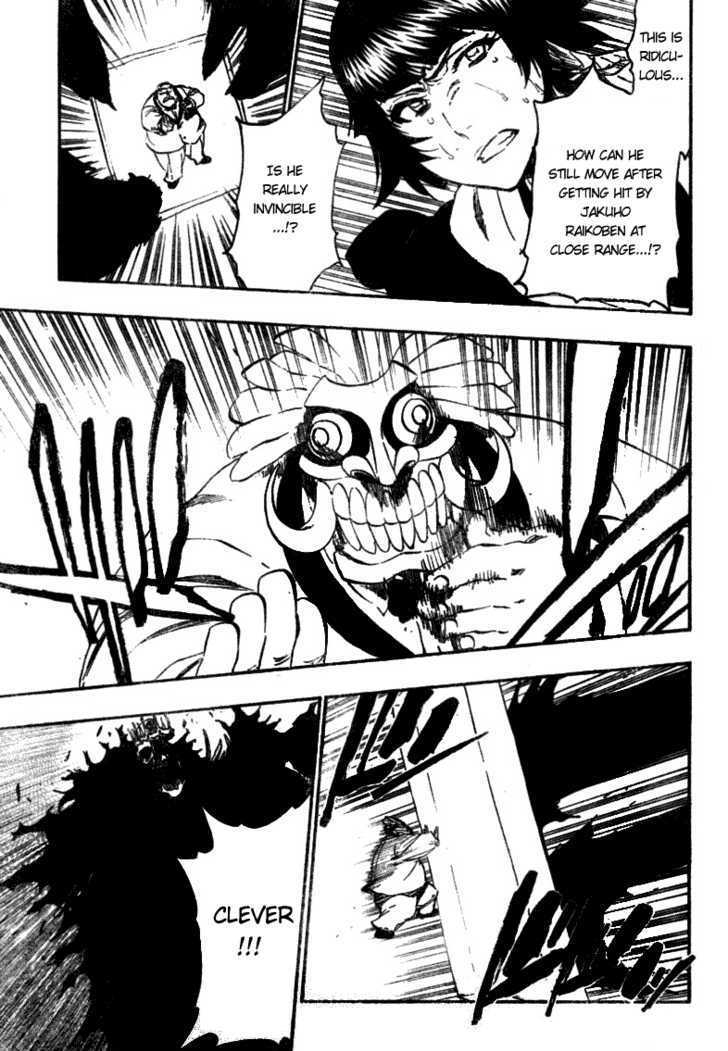 THIS IS
RIDICU-
LOUS...
HOW CAN HE
STILL MOVE AFTER
GETTING HIT BY
JAKUHO
RAIKOBEN AT
CLOSE RANGE...!?
IS HE
REALLY
INVINCIBLE
...!?
CLEVER
!!!